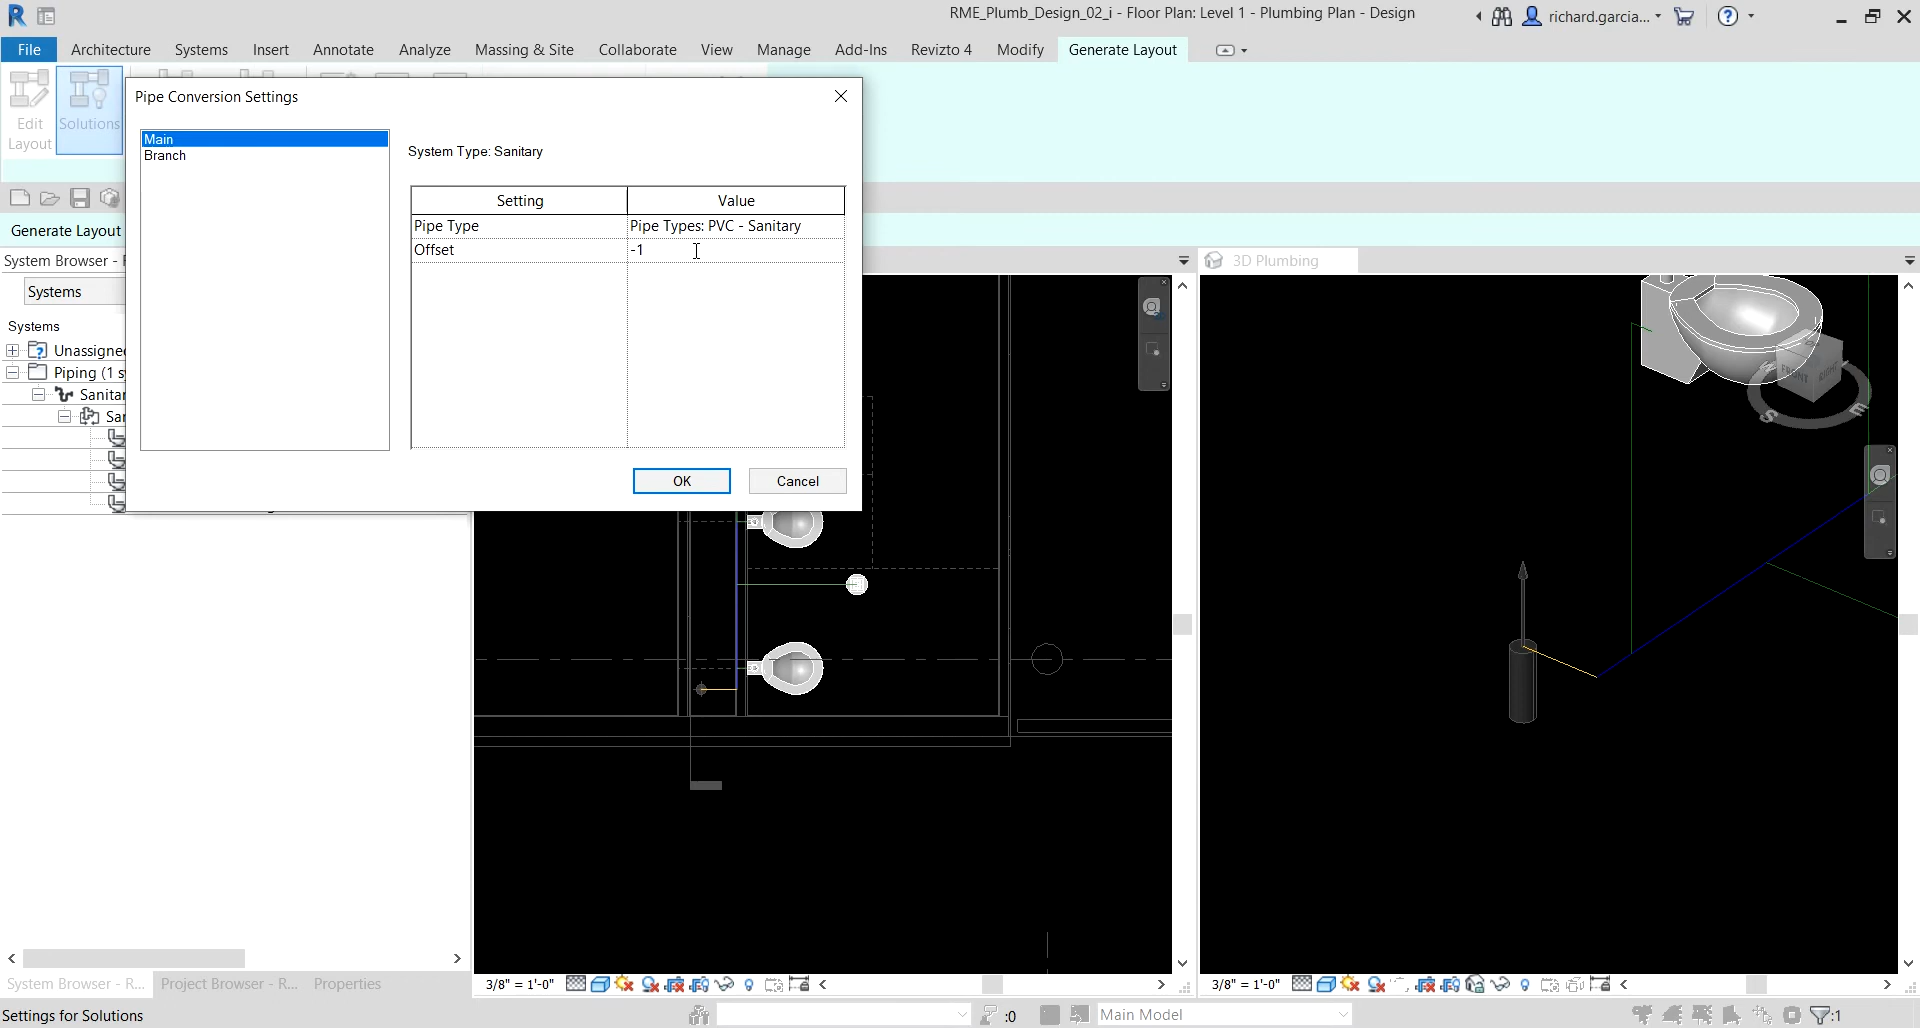 RME_Plumb_Design_02_i - Floor Plan: Level 1 - Plumbing Plan - Design
richard.garcia...
File Architecture Systems Insert Annotate Analyze Massing & Site Collaborate View Manage Add-Ins Revizto 4 Modify Generate Layout
Edit Layout
Solutions
Pipe Conversion Settings
Main
Branch
System Type: Sanitary
Setting Value
Pipe Type Pipe Types: PVC - Sanitary
Offset -1
OK Cancel
Generate Layout
System Browser -
3D Plumbing
Systems
Systems
Unassigne
Piping (1 s
Sanitar
Sar
FRONT RIGHT
S E
System Browser - R... Project Browser - R... Properties
3/8" = 1'-0"
3/8" = 1'-0"
Settings for Solutions
:0
Main Model
:1